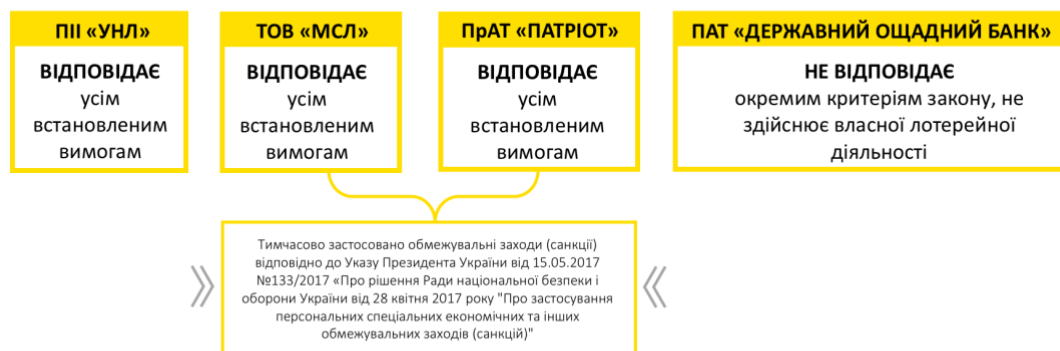 ПІІ «УНЛ»
ВІДПОВІДАЄ
усім
встановленим
вимогам
ТОВ «МСЛ»
ВІДПОВІДАЄ
усім
встановленим
вимогам
ПрАТ «ПАТРІОТ»
ВІДПОВІДАЄ
усім
встановленим
вимогам
ПАТ «ДЕРЖАВНИЙ ОЩАДНИЙ БАНК»
НЕ ВІДПОВІДАЄ
окремим критеріям закону, не
здійснює власної лотерейної
діяльності
Тимчасово застосовано обмежувальні заходи (санкції)
відповідно до Указу Президента України від 15.05.2017
№133/2017 «Про рішення Ради національної безпеки і
оборони України від 28 квітня 2017 року "Про застосування
персональних спеціальних економічних та інших
обмежувальних заходів (санкцій)"